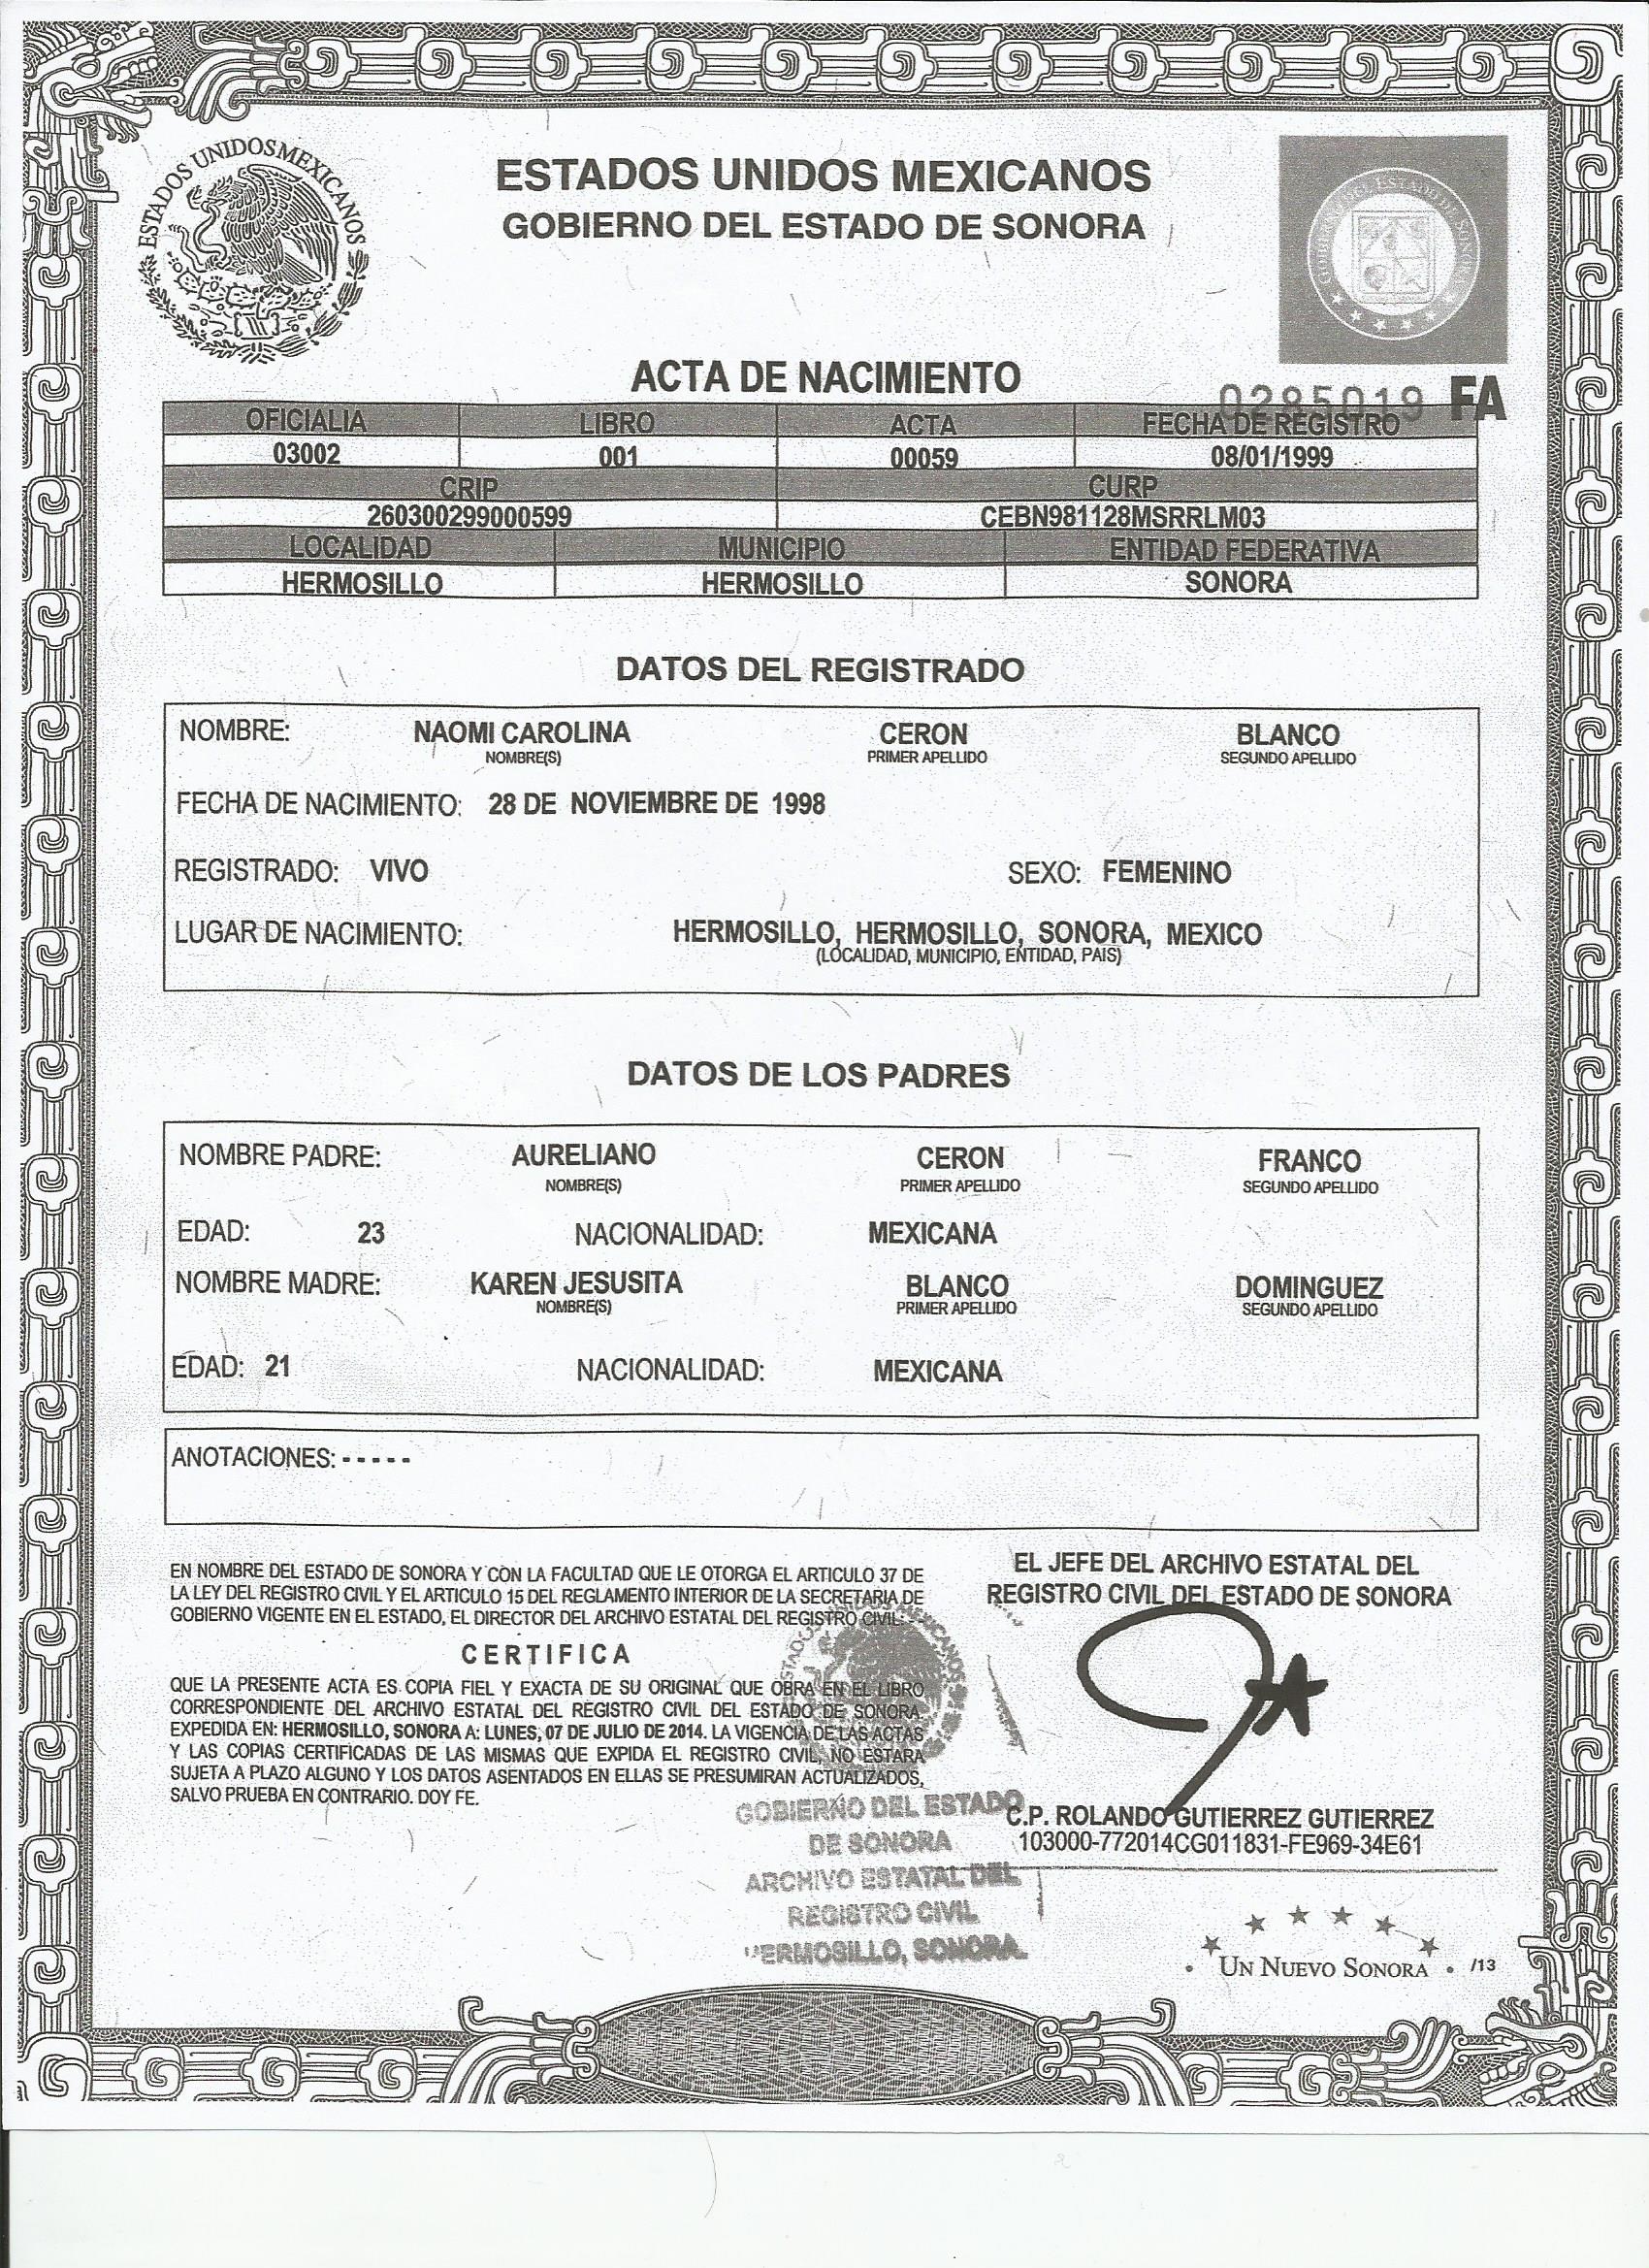 ESTADOS UNIDOS MEXICANOS
ESTADOS UNIDOS MEXICANOS
GOBIERNO DEL ESTADO DE SONORA
GOBIERNO DEL ESTADO DE SONORA
ACTA DE NACIMIENTO
0285019 FA
OFICIALIA LIBRO ACTA FECHA DE REGISTRO
03002 001 00059 08/01/1999
CRIP CURP
260300299000599 CEBN981128MSRRLM03
LOCALIDAD MUNICIPIO ENTIDAD FEDERATIVA
HERMOSILLO HERMOSILLO SONORA
DATOS DEL REGISTRADO
NOMBRE: NAOMI CAROLINA CERON BLANCO
NOMBRE(S) PRIMER APELLIDO SEGUNDO APELLIDO
FECHA DE NACIMIENTO: 28 DE NOVIEMBRE DE 1998
REGISTRADO: VIVO SEXO: FEMENINO
LUGAR DE NACIMIENTO: HERMOSILLO, HERMOSILLO, SONORA, MEXICO
(LOCALIDAD, MUNICIPIO, ENTIDAD, PAIS)
DATOS DE LOS PADRES
NOMBRE PADRE: AURELIANO CERON FRANCO
NOMBRE(S) PRIMER APELLIDO SEGUNDO APELLIDO
EDAD: 23 NACIONALIDAD: MEXICANA
NOMBRE MADRE: KAREN JESUSITA BLANCO DOMINGUEZ
NOMBRE(S) PRIMER APELLIDO SEGUNDO APELLIDO
EDAD: 21 NACIONALIDAD: MEXICANA
ANOTACIONES: - - - - -
EN NOMBRE DEL ESTADO DE SONORA Y CON LA FACULTAD QUE LE OTORGA EL ARTICULO 37 DE
LA LEY DEL REGISTRO CIVIL Y EL ARTICULO 15 DEL REGLAMENTO INTERIOR DE LA SECRETARIA DE
GOBIERNO VIGENTE EN EL ESTADO, EL DIRECTOR DEL ARCHIVO ESTATAL DEL REGISTRO CIVIL: - -
CERTIFICA
QUE LA PRESENTE ACTA ES COPIA FIEL Y EXACTA DE SU ORIGINAL QUE OBRA EN EL LIBRO
CORRESPONDIENTE DEL ARCHIVO ESTATAL DEL REGISTRO CIVIL DEL ESTADO DE SONORA.
EXPEDIDA EN: HERMOSILLO, SONORA A: LUNES, 07 DE JULIO DE 2014. LA VIGENCIA DE LAS ACTAS
Y LAS COPIAS CERTIFICADAS DE LAS MISMAS QUE EXPIDA EL REGISTRO CIVIL, NO ESTARA
SUJETA A PLAZO ALGUNO Y LOS DATOS ASENTADOS EN ELLAS SE PRESUMIRAN ACTUALIZADOS,
SALVO PRUEBA EN CONTRARIO. DOY FE.
EL JEFE DEL ARCHIVO ESTATAL DEL
REGISTRO CIVIL DEL ESTADO DE SONORA
C.P. ROLANDO GUTIERREZ GUTIERREZ
103000-772014CG011831-FE969-34E61
ESTADOS UNIDOS MEXICANOS
GOBIERNO DEL ESTADO
DE SONORA
ARCHIVO ESTATAL DEL
REGISTRO CIVIL
HERMOSILLO, SONORA.
• UN NUEVO SONORA • /13